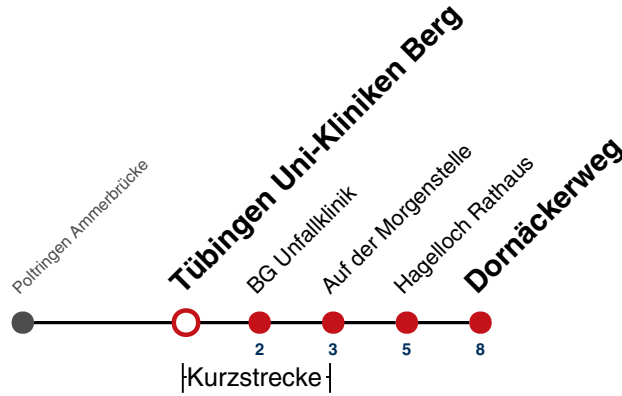 Poltringen Ammerbrücke
Tübingen Uni-Kliniken Berg
BG Unfallklinik
Auf der Morgenstelle
Hagelloch Rathaus
Dornäckerweg
2
3
5
8
Kurzstrecke